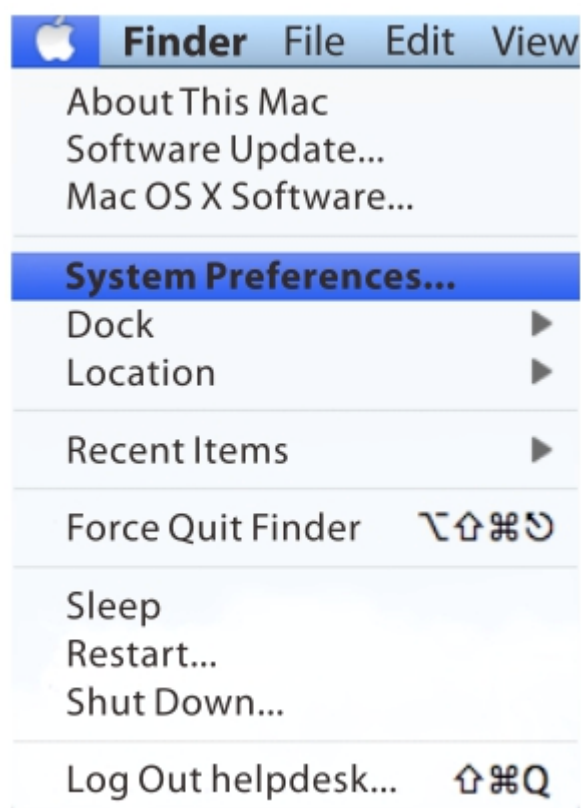 Finder File Edit View
About This Mac
Software Update...
Mac OS X Software...
System Preferences...
Dock
Location
Recent Items
Force Quit Finder ⌥⇧⌘⎋
Sleep
Restart...
Shut Down...
Log Out helpdesk... ⇧⌘Q